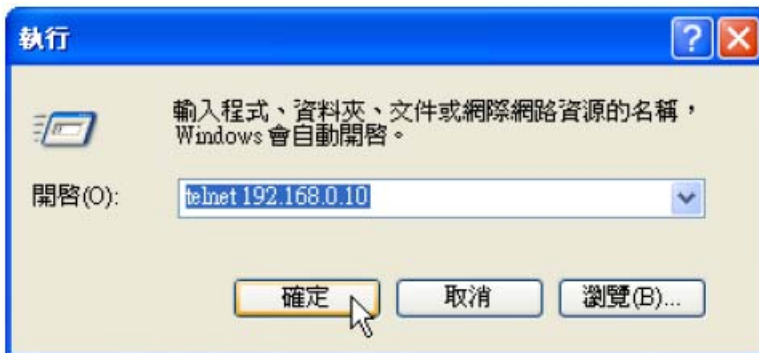 執行
輸入程式、資料夾、文件或網際網路資源的名稱，
Windows 會自動開啓。
開啓(O):
telnet 192.168.0.10
確定
取消
瀏覽(B)...